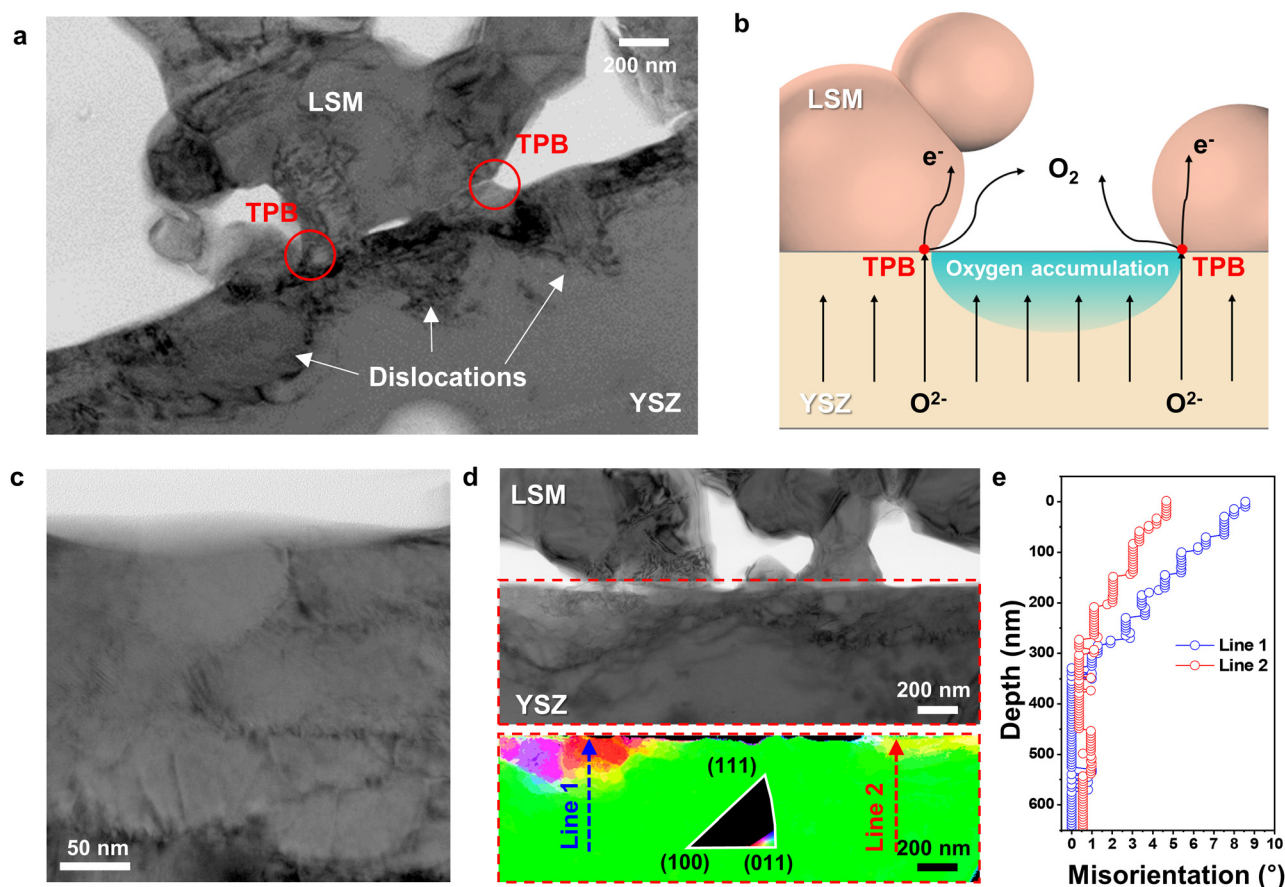 a
200 nm
LSM
TPB
TPB
Dislocations
YSZ
b
LSM
e-
O2
e-
TPB
Oxygen accumulation
TPB
YSZ
O2-
O2-
c
50 nm
d
LSM
YSZ
200 nm
Line 1
(111)
(100)
(011)
Line 2
200 nm
e
Depth (nm)
0
100
200
300
400
500
600
Line 1
Line 2
0 1 2 3 4 5 6 7 8 9 10
Misorientation (°)